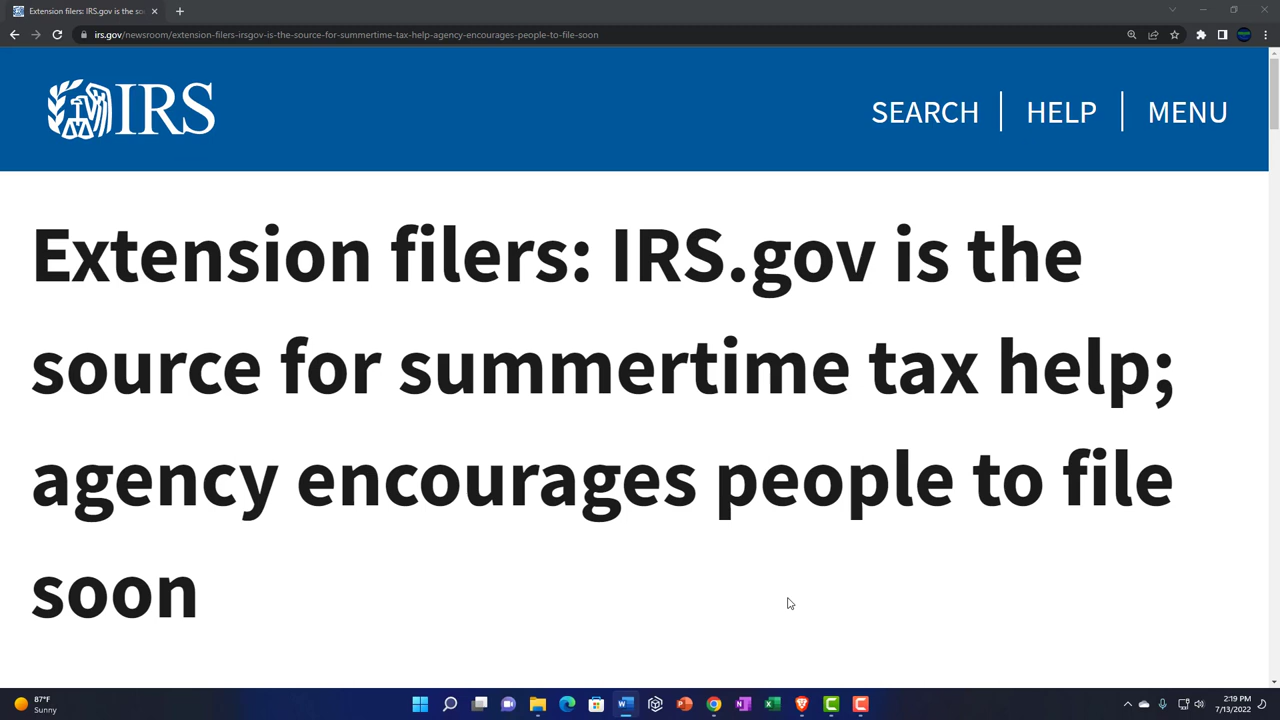 Extension filers: IRS.gov is the so
irs.gov/newsroom/extension-filers-irsgov-is-the-source-for-summertime-tax-help-agency-encourages-people-to-file-soon
IRS
SEARCH
HELP
MENU
Extension filers: IRS.gov is the
source for summertime tax help;
agency encourages people to file
soon
87°F
Sunny
2:19 PM
7/13/2022